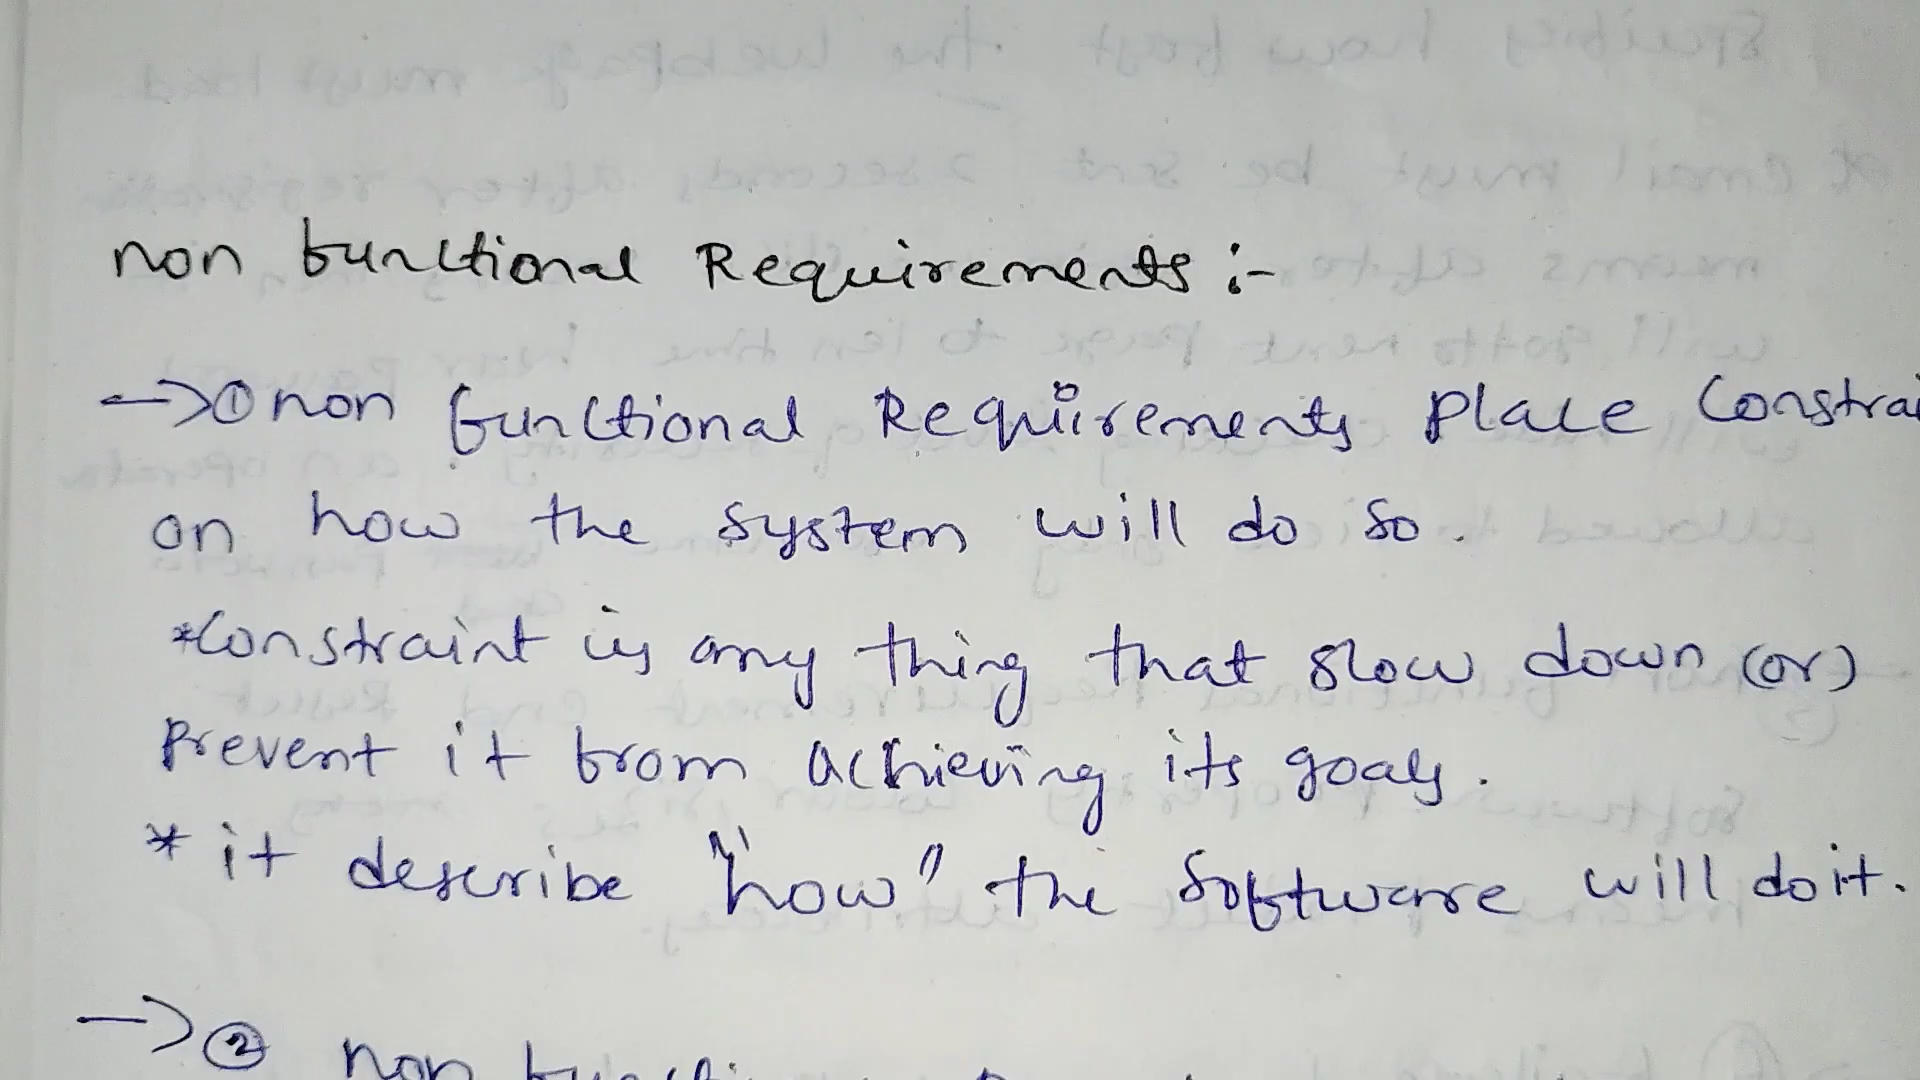 non functional Requirements :-
→ ① non functional Requirements Place Constrai
on how the system will do so.
* Constraint is any thing that slow down (or)
Prevent it from achieving its goals.
* it describe "how" the software will do it.
→ ② non